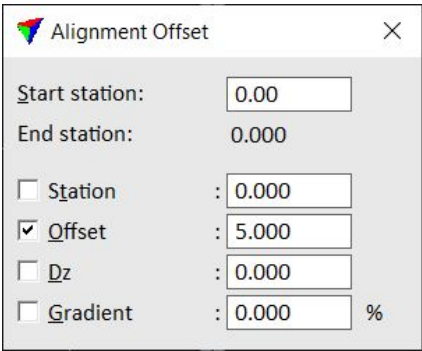 Alignment Offset
Start station: 0.00
End station: 0.000
Station : 0.000
Offset : 5.000
Dz : 0.000
Gradient : 0.000 %